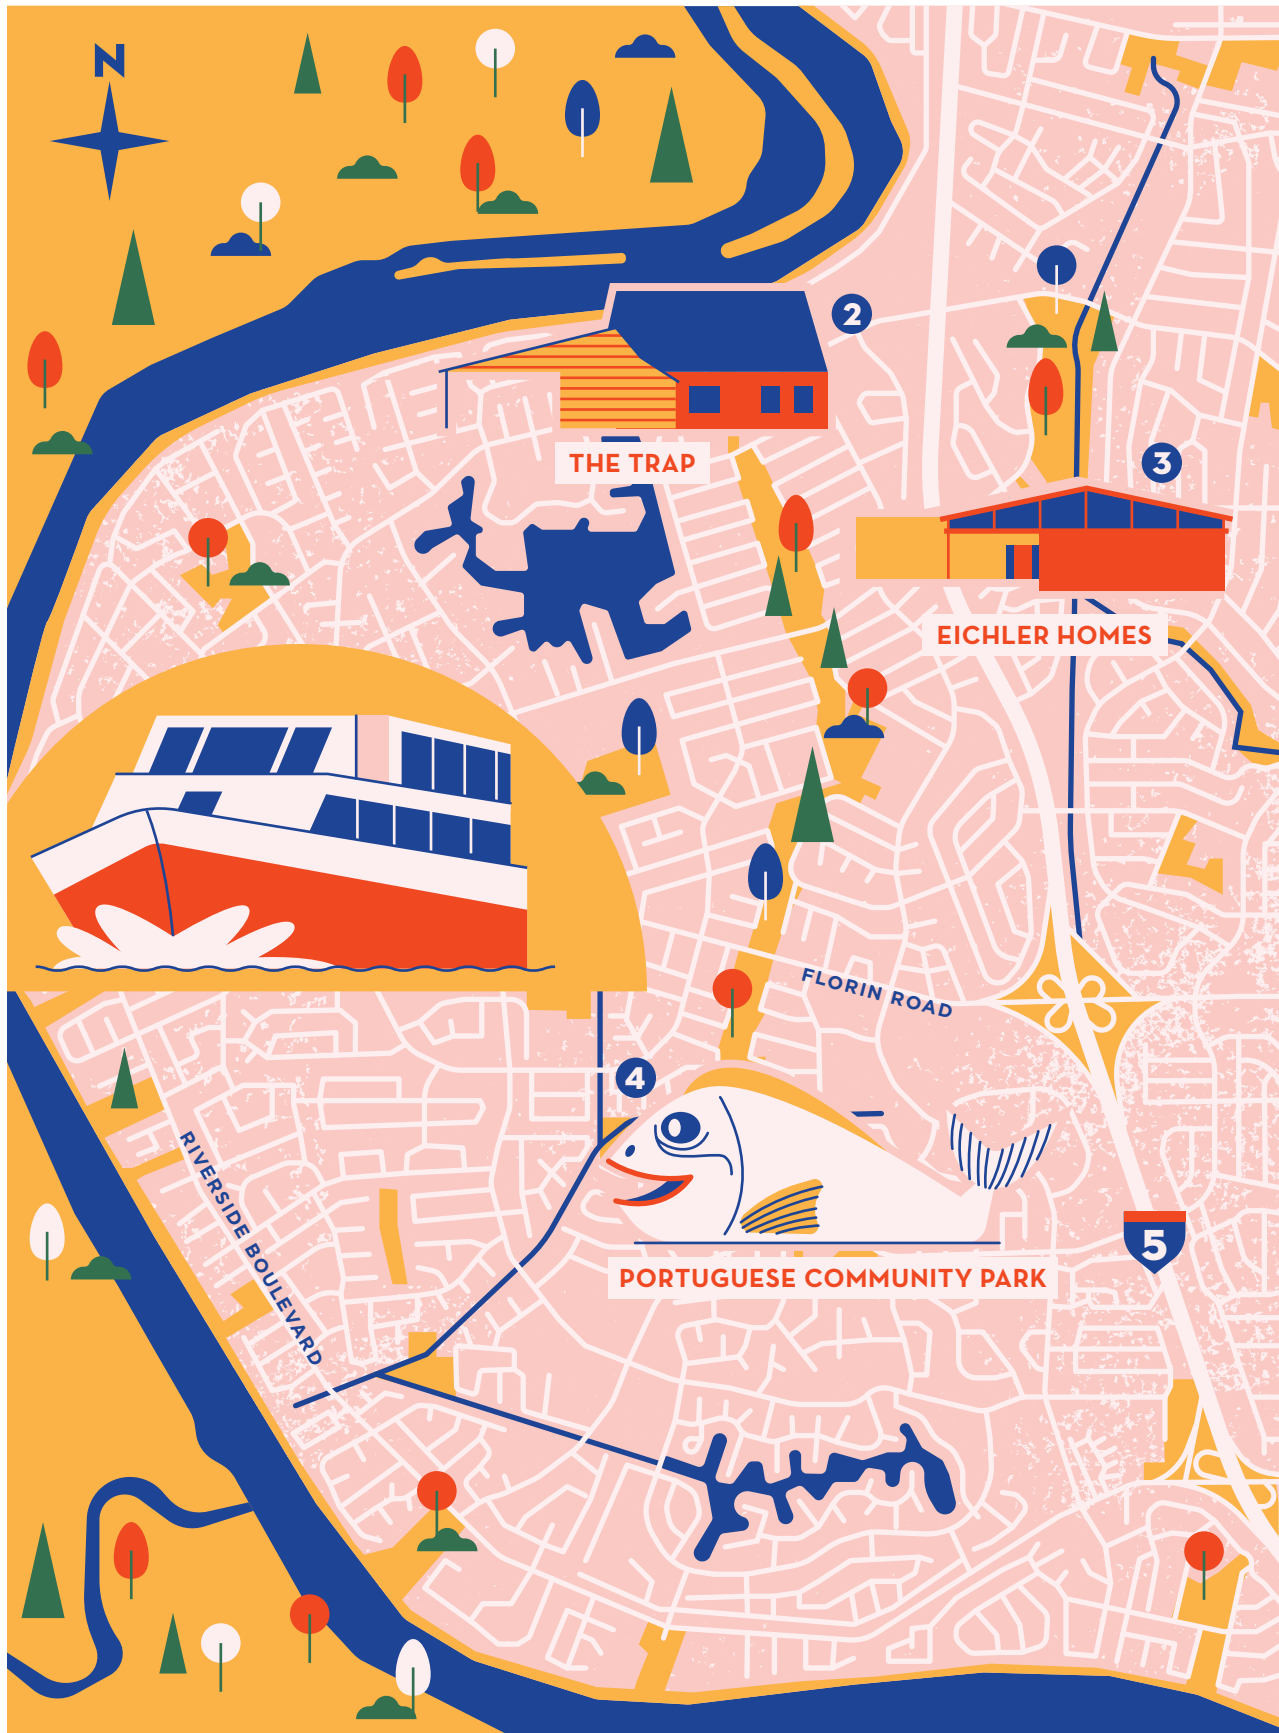 N
2
THE TRAP
3
EICHLER HOMES
FLORIN ROAD
4
RIVERSIDE BOULEVARD
5
PORTUGUESE COMMUNITY PARK